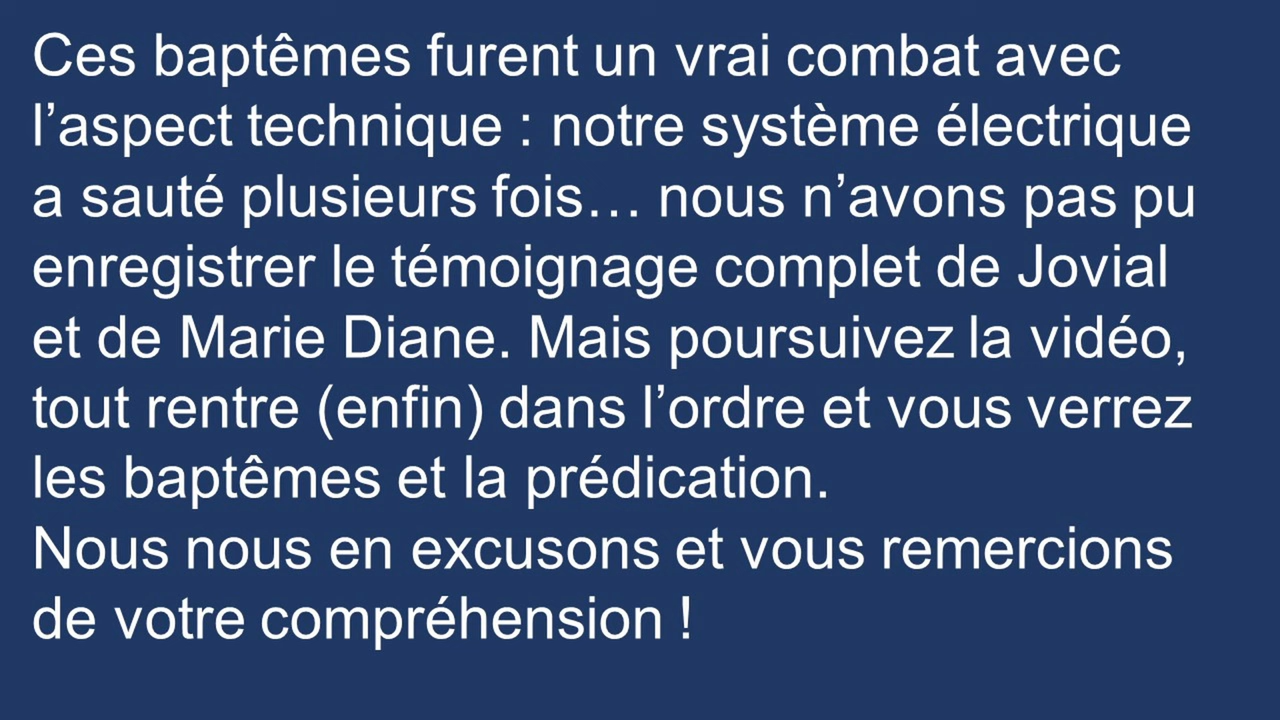 Ces baptêmes furent un vrai combat avec
l’aspect technique : notre système électrique
a sauté plusieurs fois… nous n’avons pas pu
enregistrer le témoignage complet de Jovial
et de Marie Diane. Mais poursuivez la vidéo,
tout rentre (enfin) dans l’ordre et vous verrez
les baptêmes et la prédication.
Nous nous en excusons et vous remercions
de votre compréhension !